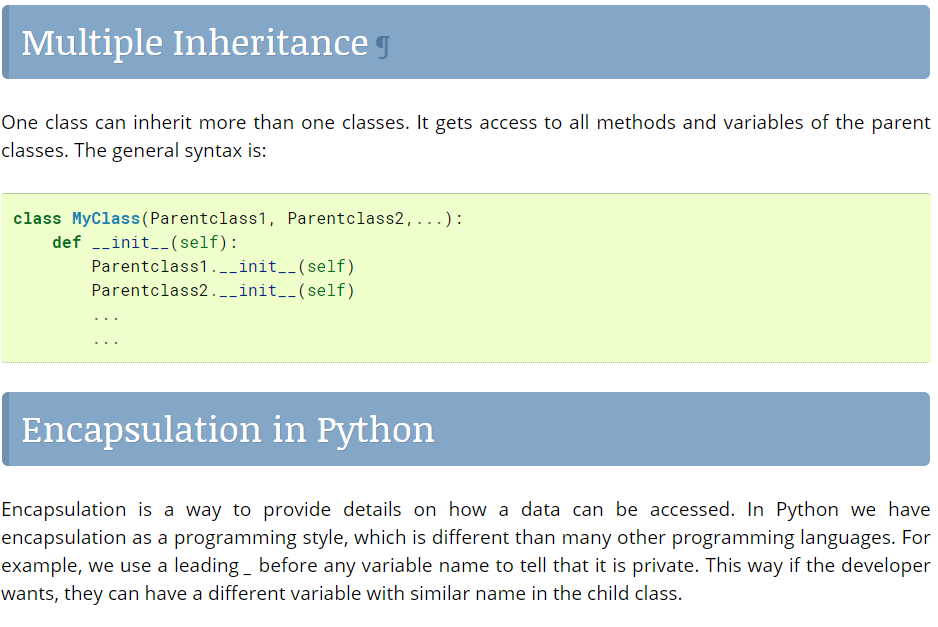 Multiple Inheritance ¶
One class can inherit more than one classes. It gets access to all methods and variables of the parent
classes. The general syntax is:
class MyClass(Parentclass1, Parentclass2,...):
    def __init__(self):
        Parentclass1.__init__(self)
        Parentclass2.__init__(self)
        ...
        ...
Encapsulation in Python
Encapsulation is a way to provide details on how a data can be accessed. In Python we have
encapsulation as a programming style, which is different than many other programming languages. For
example, we use a leading _ before any variable name to tell that it is private. This way if the developer
wants, they can have a different variable with similar name in the child class.